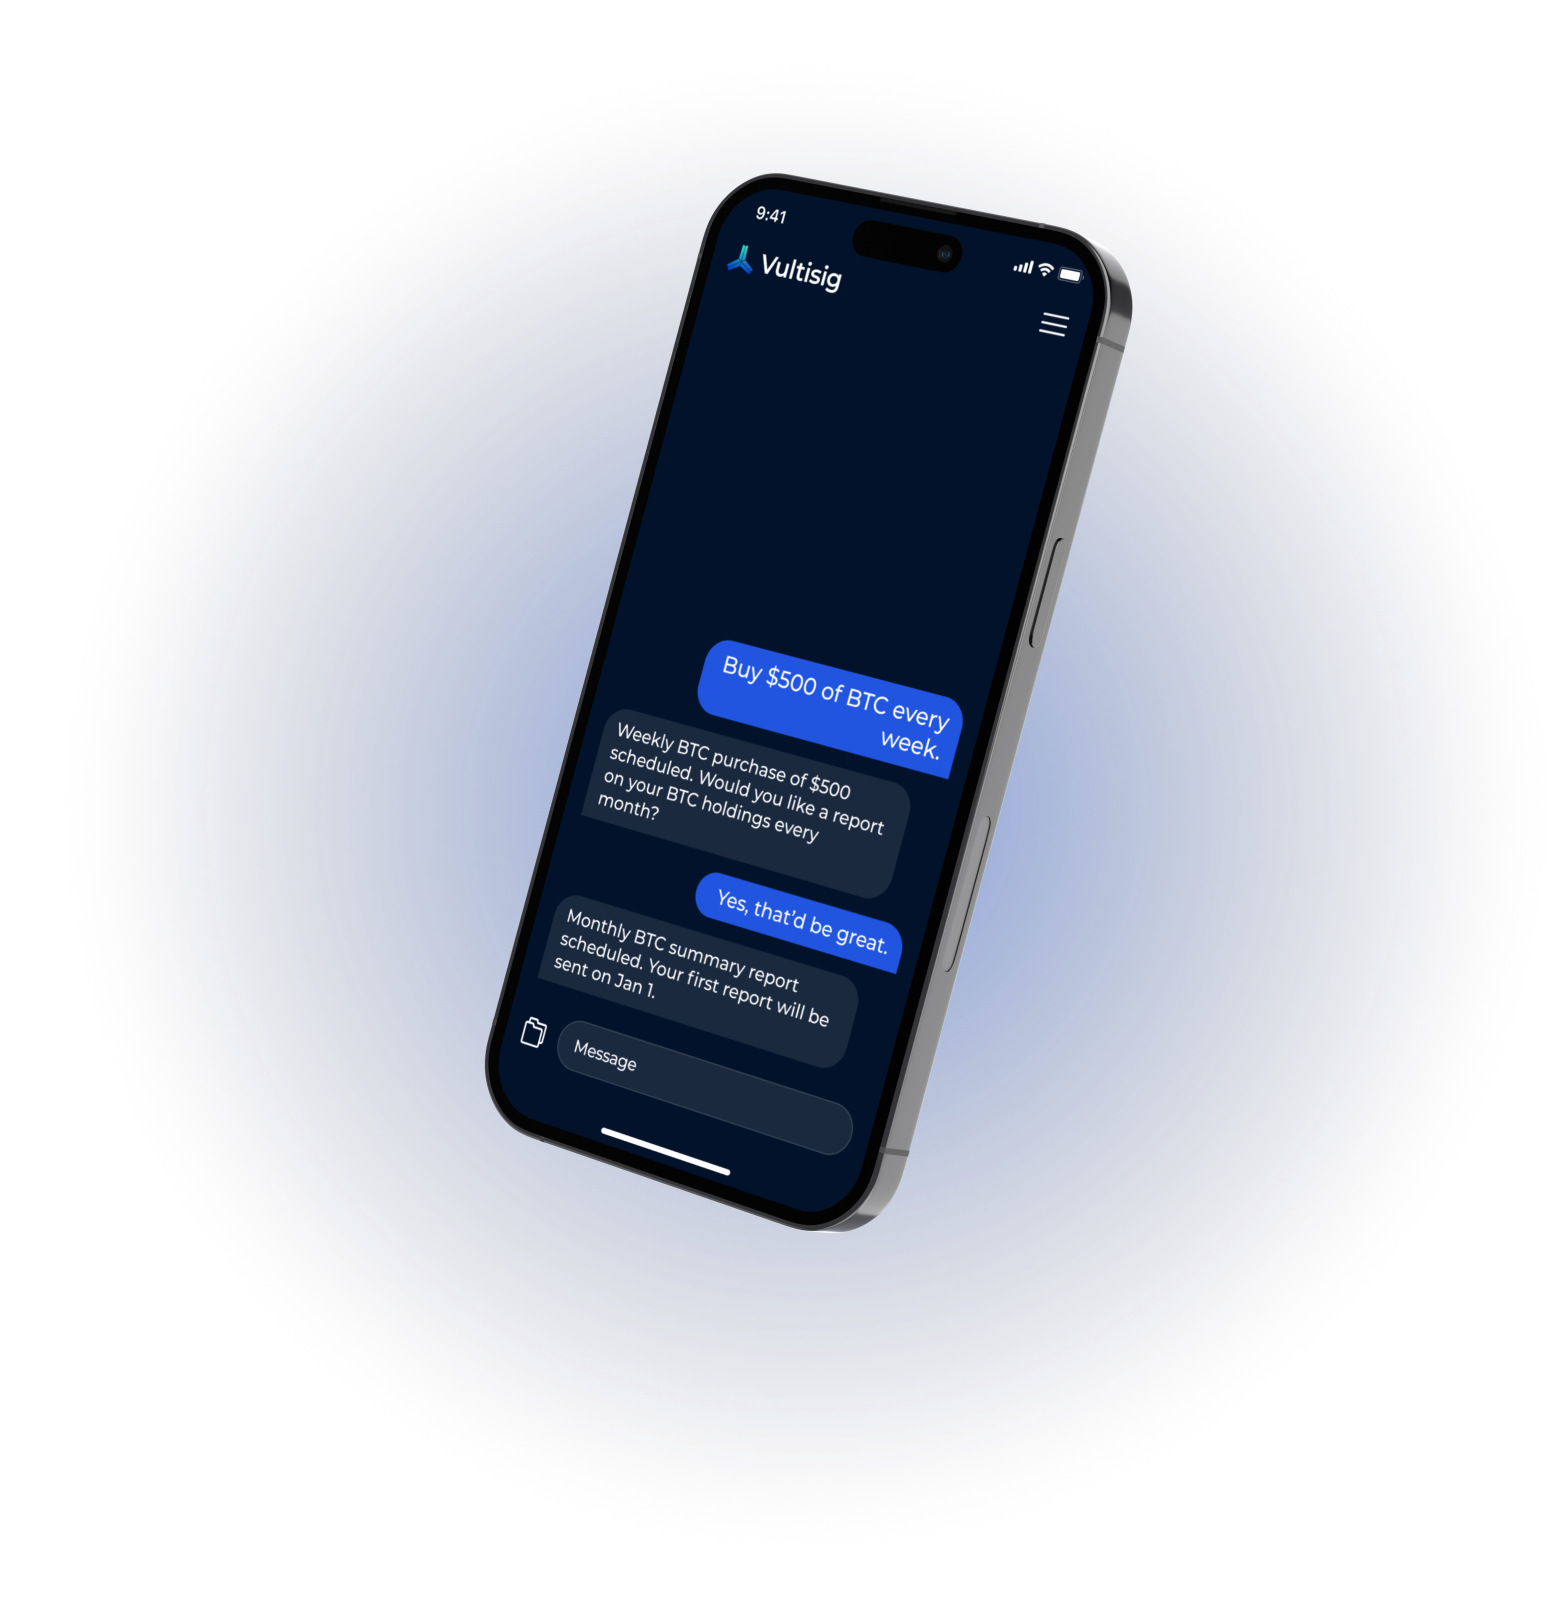 9:41
Vultisig
Buy $500 of BTC every
week.
Weekly BTC purchase of $500
scheduled. Would you like a report
on your BTC holdings every
month?
Yes, that’d be great.
Monthly BTC summary report
scheduled. Your first report will be
sent on Jan 1.
Message